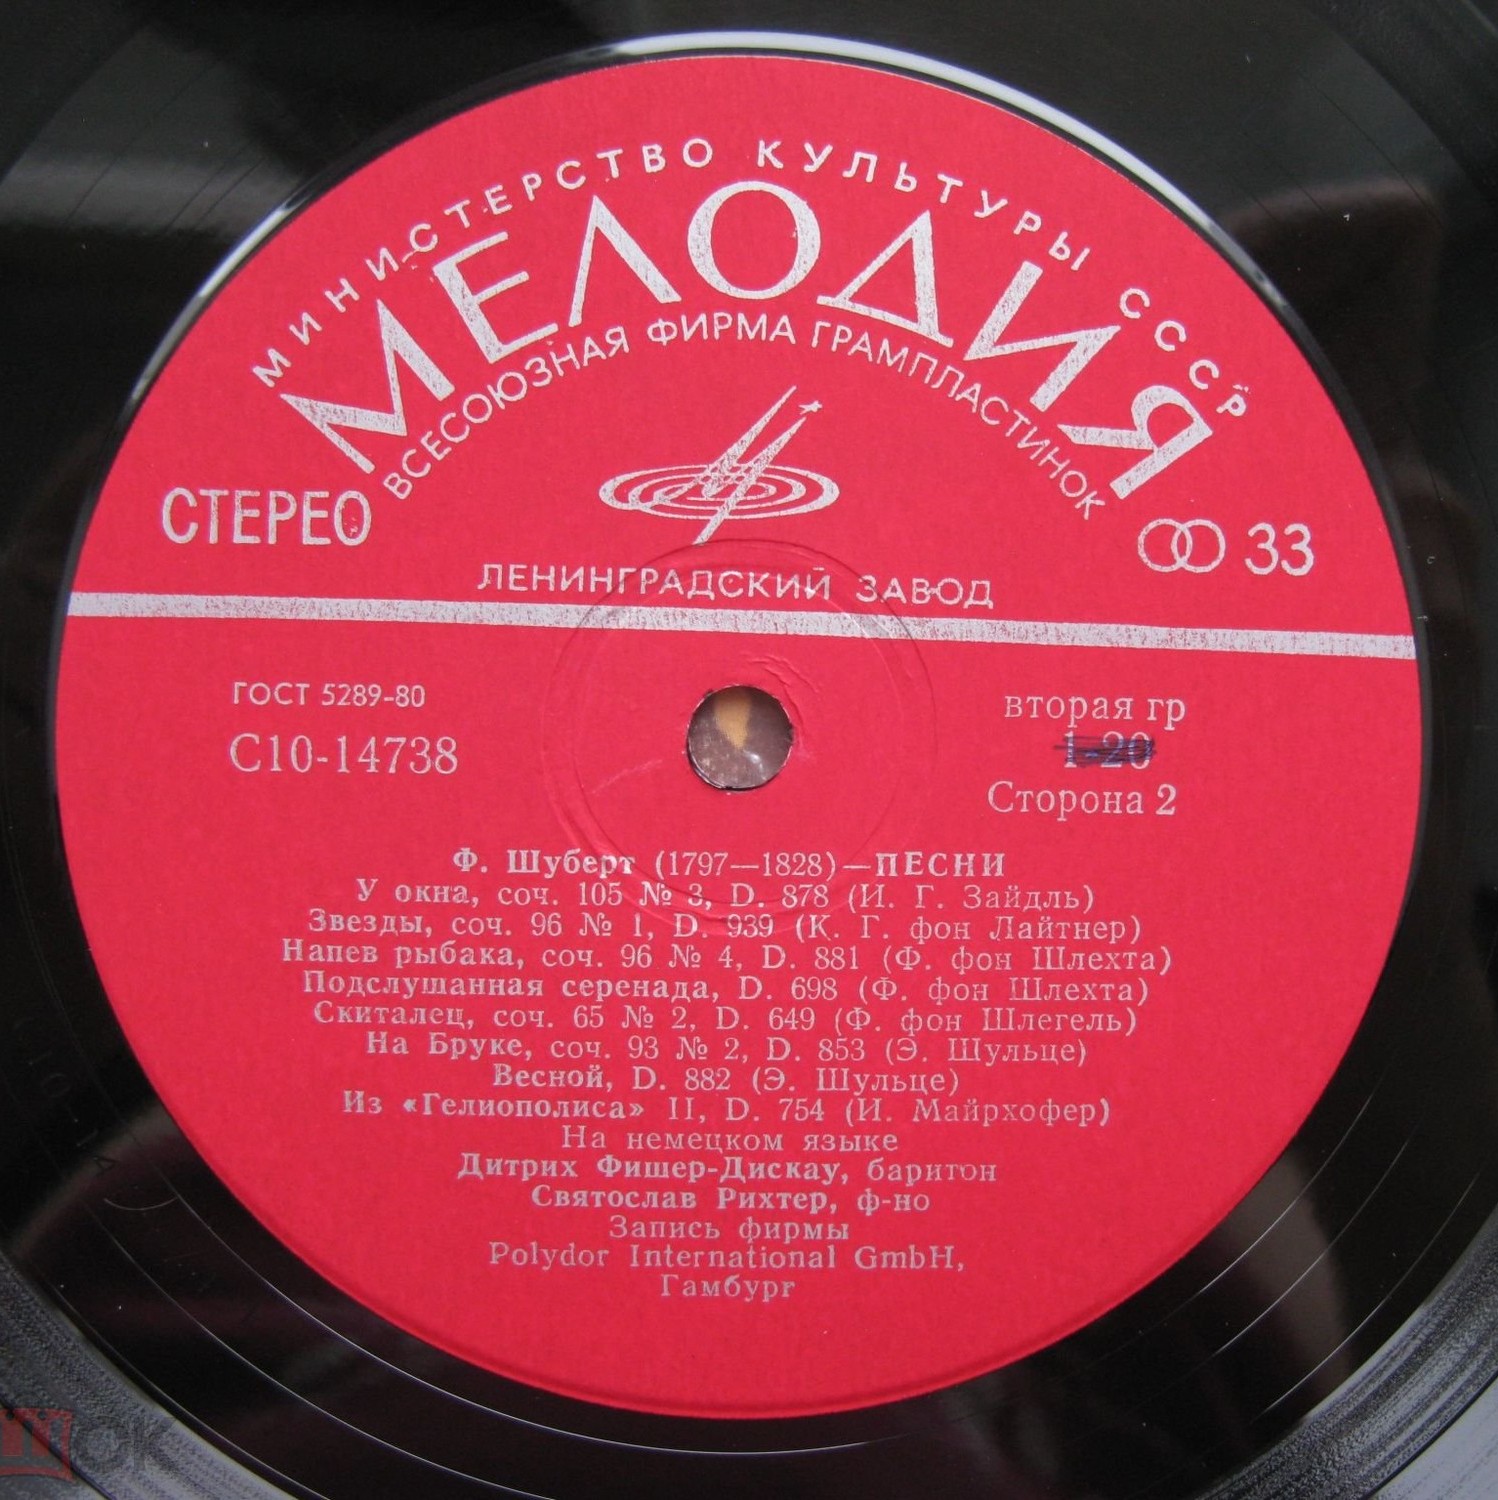 МИНИСТЕРСТВО КУЛЬТУРЫ СССР
МЕЛОДИЯ
ВСЕСОЮЗНАЯ ФИРМА ГРАМПЛАСТИНОК
СТЕРЕО
33
ЛЕНИНГРАДСКИЙ ЗАВОД
ГОСТ 5289-80
С10-14738
вторая гр
1-20
Сторона 2
Ф. Шуберт (1797—1828)—ПЕСНИ
У окна, соч. 105 № 3, D. 878 (И. Г. Зайдль)
Звезды, соч. 96 № 1, D. 939 (К. Г. фон Лайтнер)
Напев рыбака, соч. 96 № 4, D. 881 (Ф. фон Шлехта)
Подслушанная серенада, D. 698 (Ф. фон Шлехта)
Скиталец, соч. 65 № 2, D. 649 (Ф. фон Шлегель)
На Бруке, соч. 93 № 2, D. 853 (Э. Шульце)
Весной, D. 882 (Э. Шульце)
Из «Гелиополиса» II, D. 754 (И. Майрхофер)
На немецком языке
Дитрих Фишер-Дискау, баритон
Святослав Рихтер, ф-но
Запись фирмы
Polydor International GmbH,
Гамбург